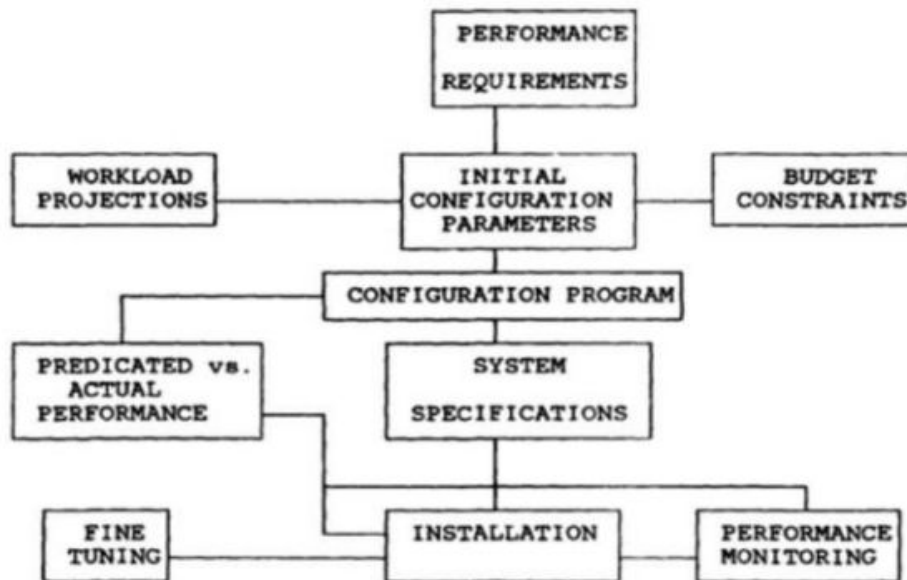 PERFORMANCE
REQUIREMENTS
WORKLOAD
PROJECTIONS
INITIAL
CONFIGURATION
PARAMETERS
BUDGET
CONSTRAINTS
CONFIGURATION PROGRAM
PREDICATED vs.
ACTUAL
PERFORMANCE
SYSTEM
SPECIFICATIONS
FINE
TUNING
INSTALLATION
PERFORMANCE
MONITORING